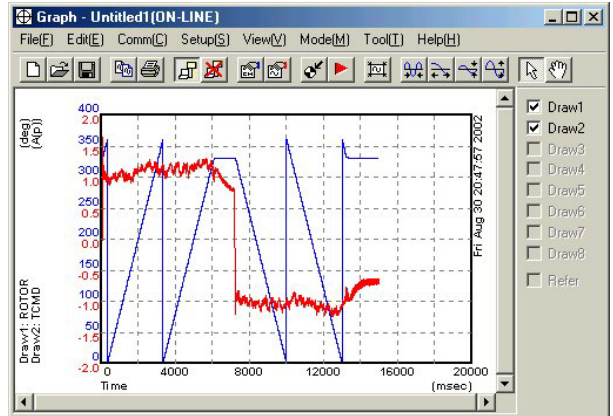 Graph - Untitled1(ON-LINE)
File(F) Edit(E) Comm(C) Setup(S) View(V) Mode(M) Tool(T) Help(H)
(deg)
(A(p))
400
2.0
350
1.5
300
1.0
250
0.5
200
0.0
150
-0.5
100
-1.0
50
-1.5
0
-2.0
0 4000 8000 12000 16000 20000
Time (msec)
Draw1: ROTOR
Draw2: TCMD
Fri Aug 30 20:47:57 2002
Draw1
Draw2
Draw3
Draw4
Draw5
Draw6
Draw7
Draw8
Refer